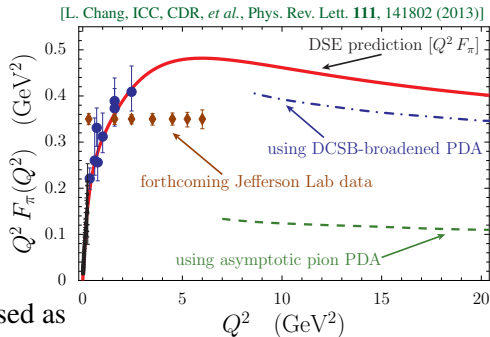 [L. Chang, ICC, CDR, et al., Phys. Rev. Lett. 111, 141802 (2013)]
DSE prediction [Q² Fπ]
using DCSB-broadened PDA
forthcoming Jefferson Lab data
using asymptotic pion PDA
Q² Fπ(Q²) (GeV²)
0.5
0.4
0.3
0.2
0.1
0
0 5 10 15 20
Q² (GeV²)
sed as